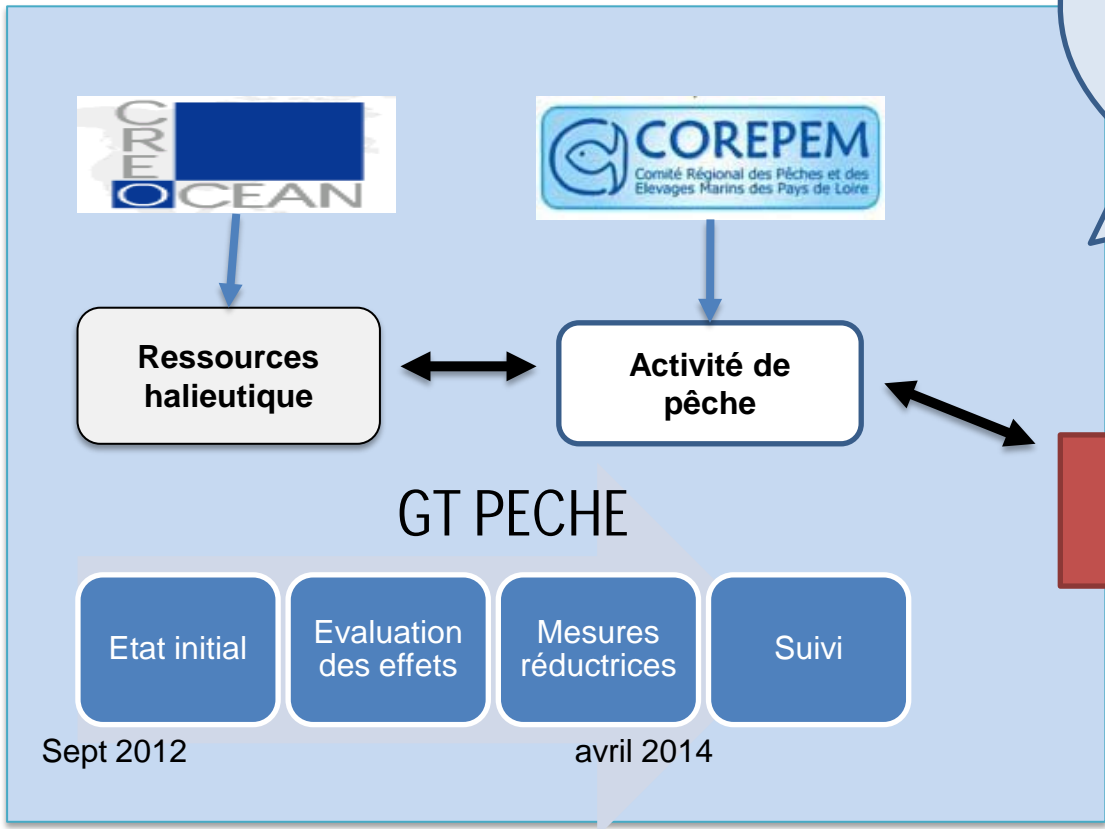 CREOCEAN
COREPEM
Comité Régional des Pêches et des
Elevages Marins des Pays de Loire
Ressources
halieutique
Activité de
pêche
GT PECHE
Etat initial
Evaluation
des effets
Mesures
réductrices
Suivi
Sept 2012
avril 2014